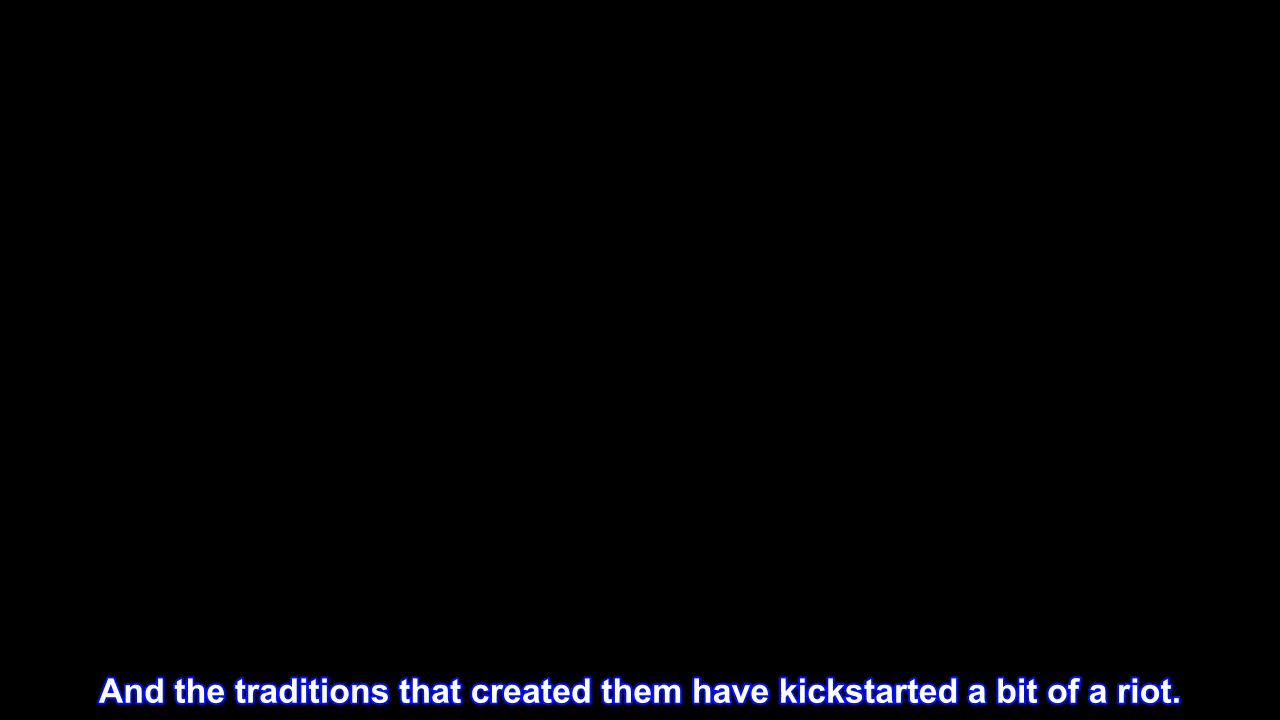 And the traditions that created them have kickstarted a bit of a riot.